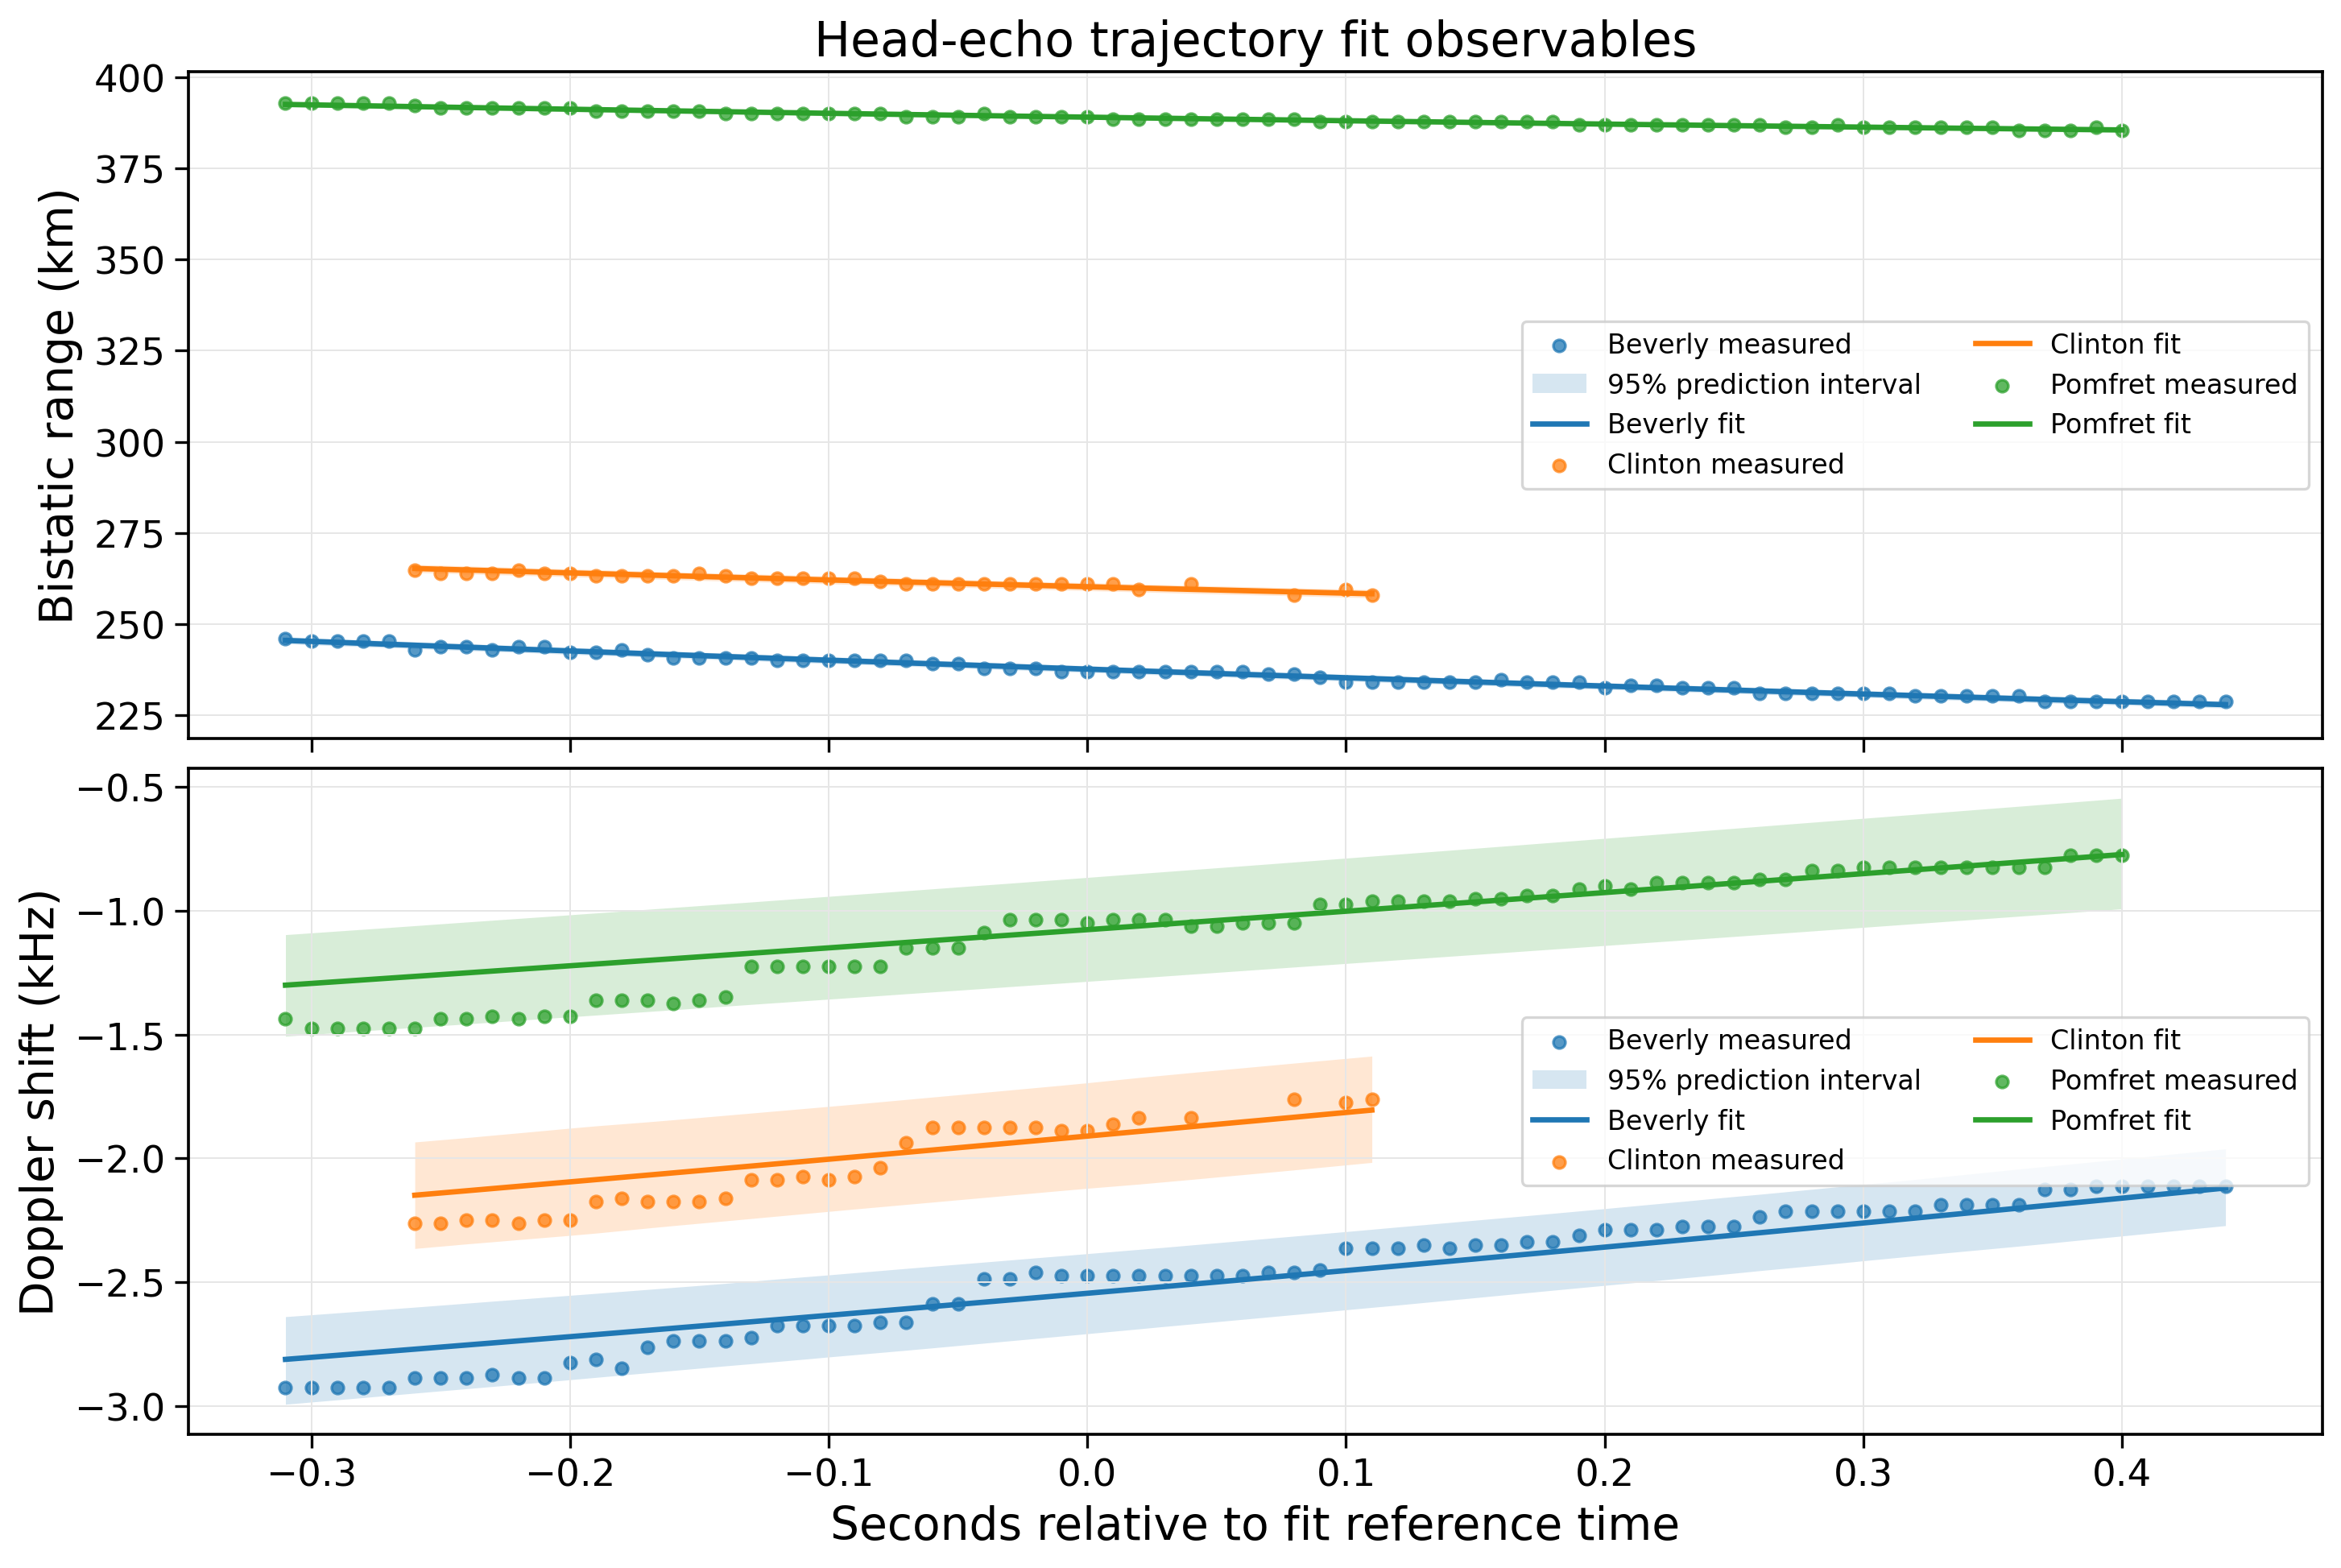 Head-echo trajectory fit observables
Bistatic range (km)
400
375
350
325
300
275
250
225
Beverly measured
95% prediction interval
Beverly fit
Clinton measured
Clinton fit
Pomfret measured
Pomfret fit
Doppler shift (kHz)
−0.5
−1.0
−1.5
−2.0
−2.5
−3.0
Beverly measured
95% prediction interval
Beverly fit
Clinton measured
Clinton fit
Pomfret measured
Pomfret fit
−0.3
−0.2
−0.1
0.0
0.1
0.2
0.3
0.4
Seconds relative to fit reference time